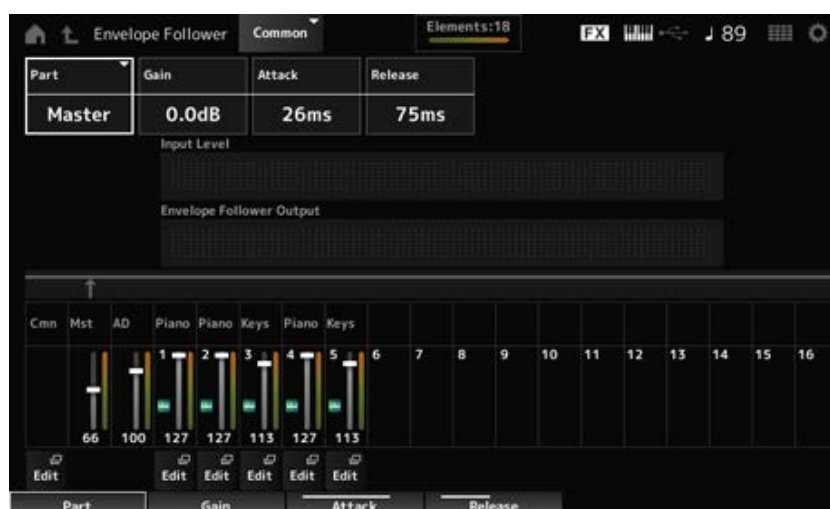 Envelope Follower Common Elements:18 FX ♩ 89
Part Gain Attack Release
Master 0.0dB 26ms 75ms
Input Level
Envelope Follower Output
Cmn Mst AD Piano Piano Keys Piano Keys
1 2 3 4 5 6 7 8 9 10 11 12 13 14 15 16
66 100 127 127 113 127 113
Edit Edit Edit Edit Edit Edit
Part Gain Attack Release